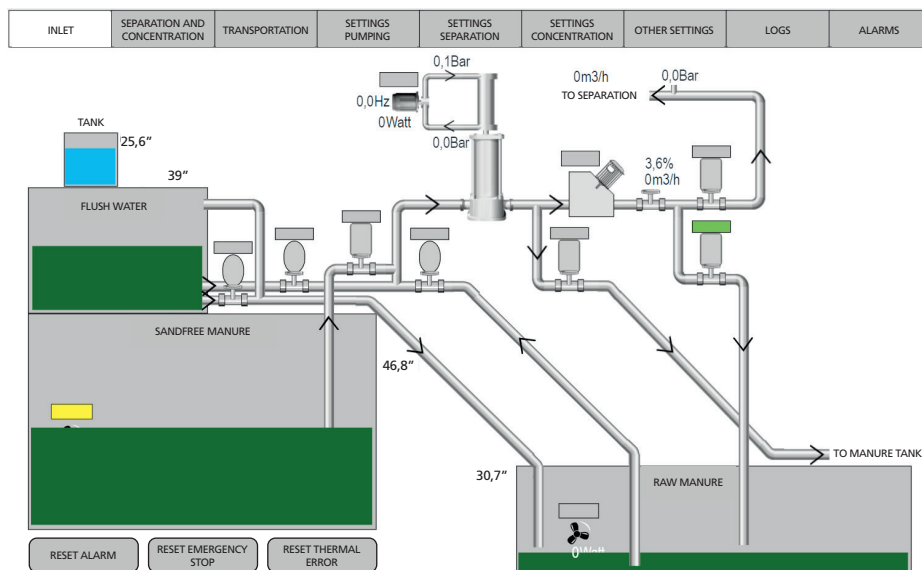 INLET
SEPARATION AND
CONCENTRATION
TRANSPORTATION
SETTINGS
PUMPING
SETTINGS
SEPARATION
SETTINGS
CONCENTRATION
OTHER SETTINGS
LOGS
ALARMS
0,1Bar
0,0Hz
0Watt
0,0Bar
0m3/h
0,0Bar
TO SEPARATION
TANK
25,6“
39“
FLUSH WATER
3,6%
0m3/h
SANDFREE MANURE
46,8“
30,7“
TO MANURE TANK
RAW MANURE
0Watt
RESET ALARM
RESET EMERGENCY
STOP
RESET THERMAL
ERROR